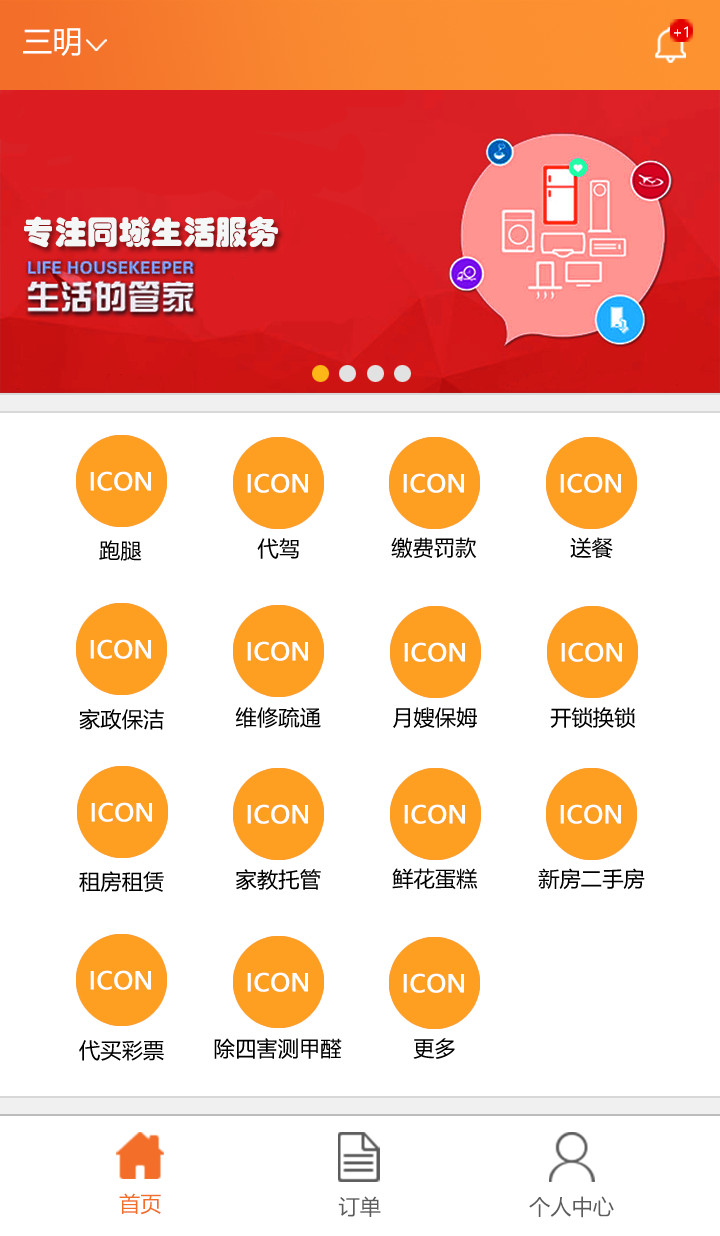 三明
+1
专注同城生活服务
LIFE HOUSEKEEPER
生活的管家
ICON ICON ICON ICON
跑腿 代驾 缴费罚款 送餐
ICON ICON ICON ICON
家政保洁 维修疏通 月嫂保姆 开锁换锁
ICON ICON ICON ICON
租房租赁 家教托管 鲜花蛋糕 新房二手房
ICON ICON ICON
代买彩票 除四害测甲醛 更多
首页 订单 个人中心